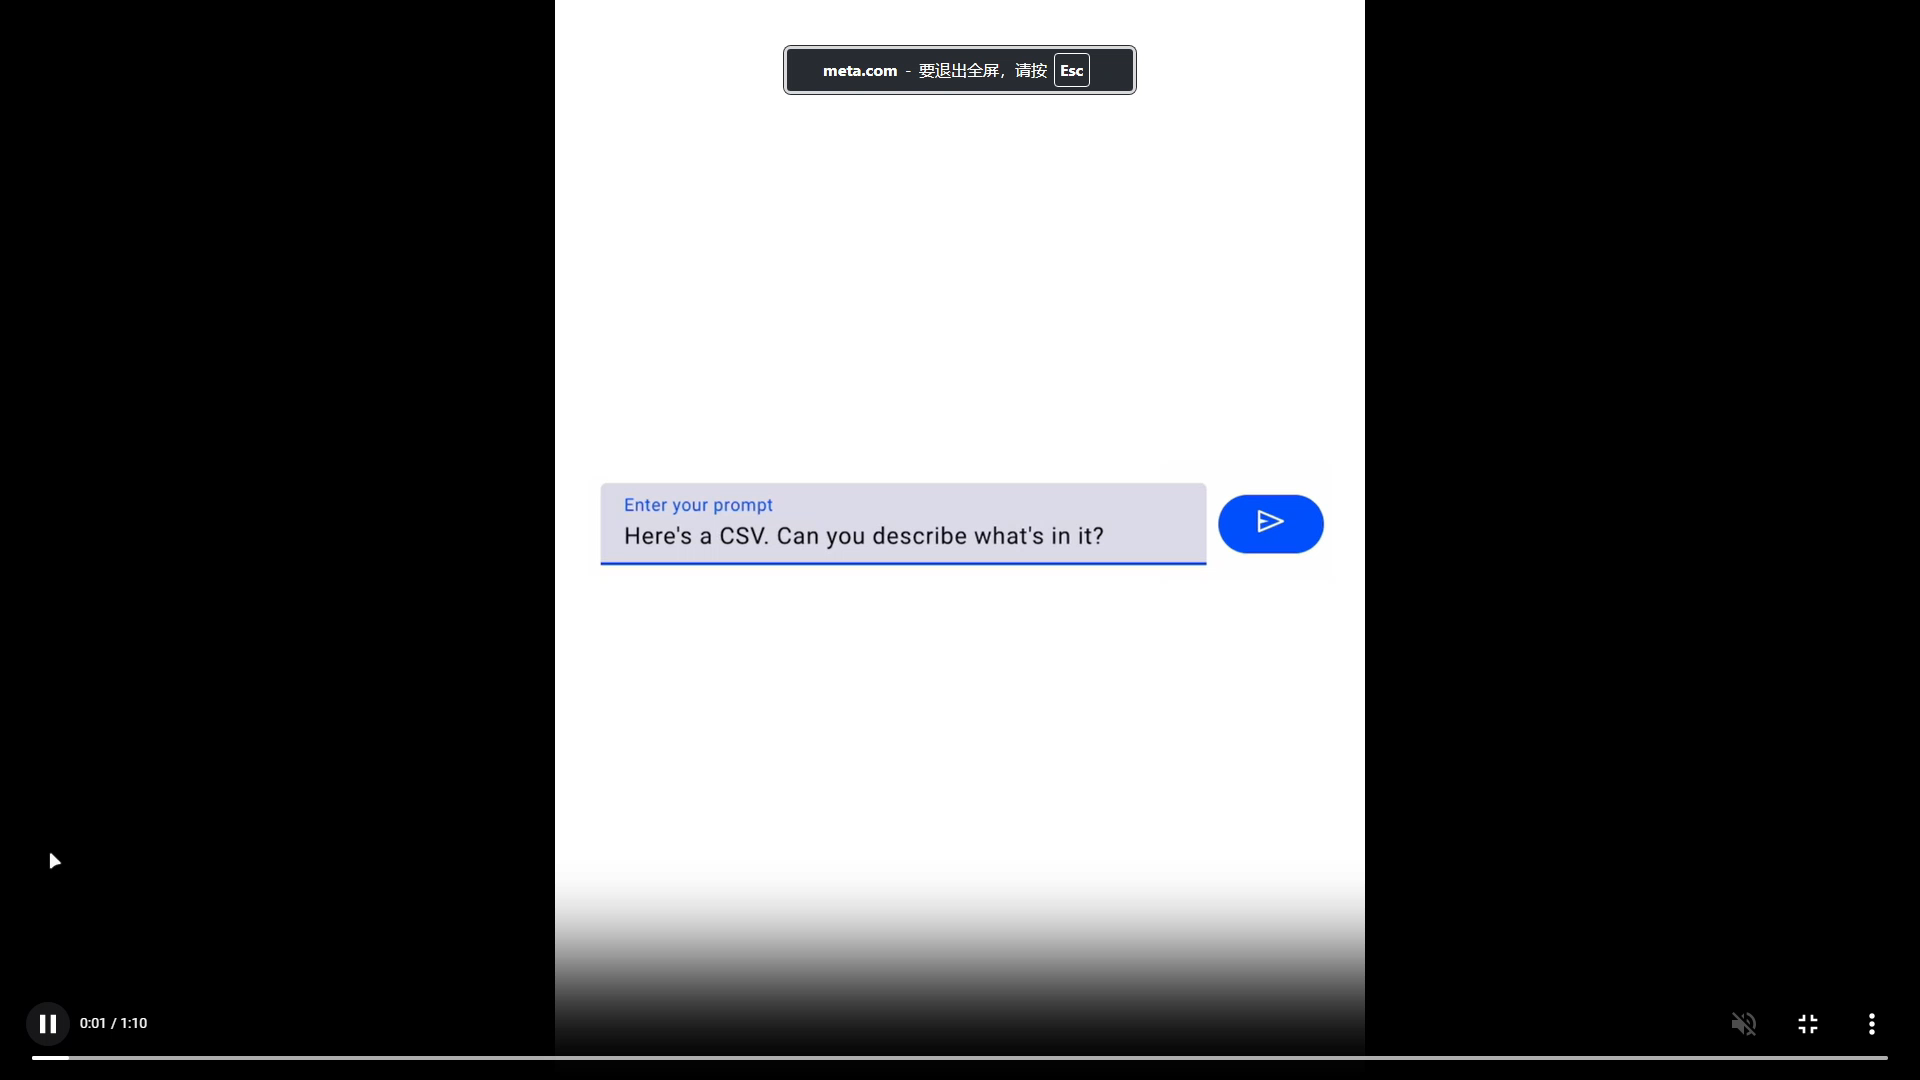 meta.com - 要退出全屏，请按 Esc
Enter your prompt
Here's a CSV. Can you describe what's in it?
0:01 / 1:10